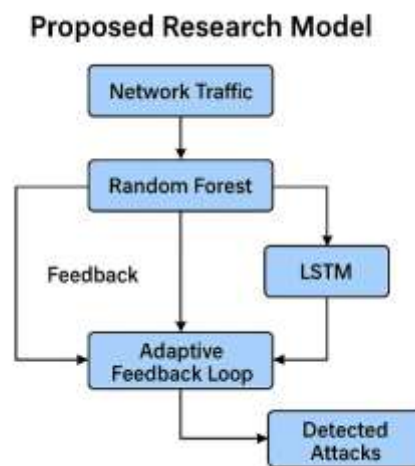 Proposed Research Model
Network Traffic
Random Forest
Feedback
LSTM
Adaptive
Feedback Loop
Detected
Attacks